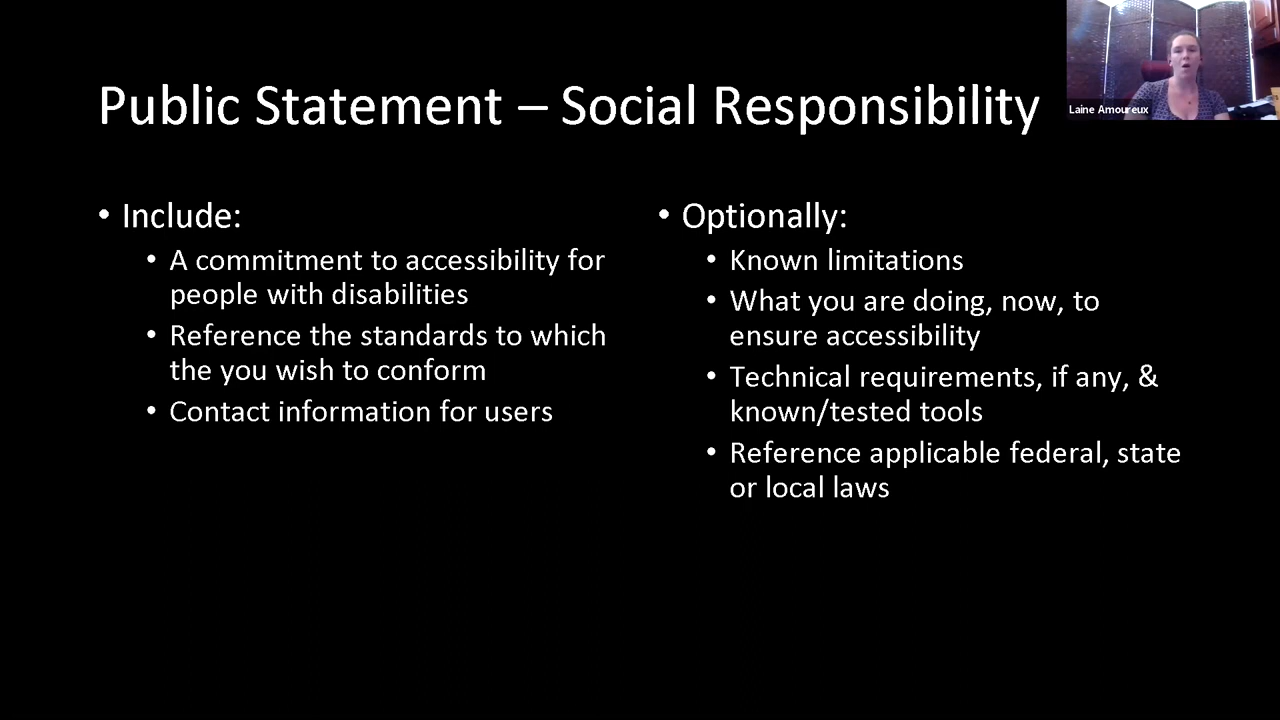 Public Statement – Social Responsibility
Laine Amoureux
• Include:
• A commitment to accessibility for
people with disabilities
• Reference the standards to which
the you wish to conform
• Contact information for users
• Optionally:
• Known limitations
• What you are doing, now, to
ensure accessibility
• Technical requirements, if any, &
known/tested tools
• Reference applicable federal, state
or local laws